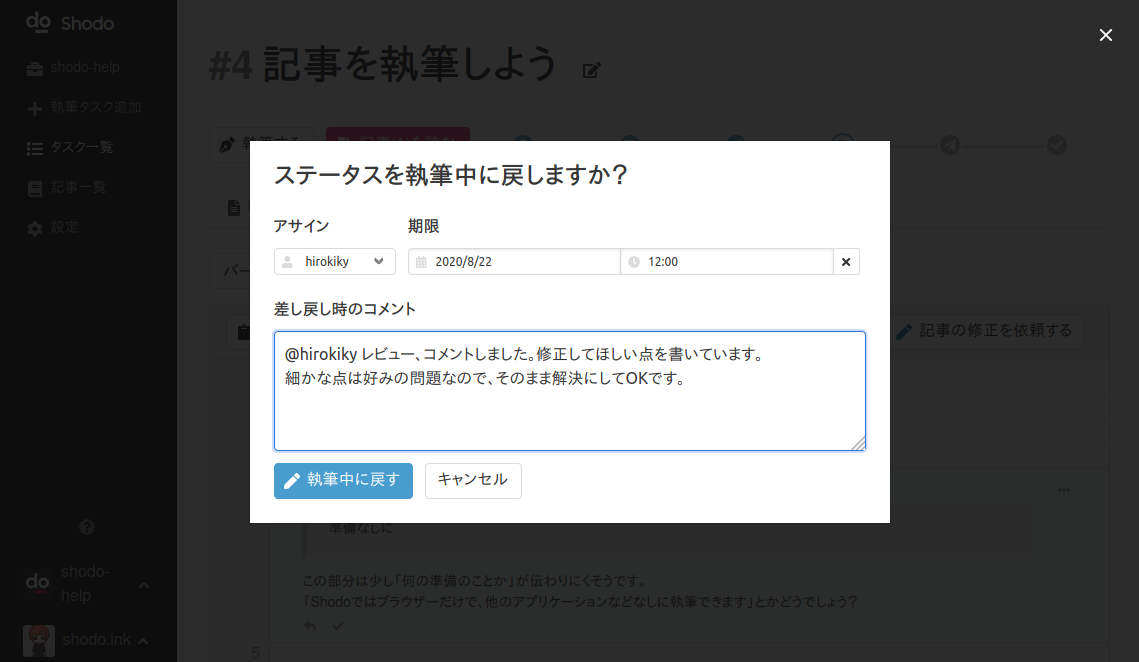 do Shodo
shodo-help
執筆タスク追加
タスク一覧
記事一覧
設定
#4 記事を執筆しよう
執筆する
ステータスを執筆中に戻しますか？
アサイン
期限
hirokiky
2020/8/22
12:00
差し戻し時のコメント
@hirokiky レビュー、コメントしました。修正してほしい点を書いています。
細かな点は好みの問題なので、そのまま解決にしてOKです。
執筆中に戻す
キャンセル
記事の修正を依頼する
準備なしに
この部分は少し「何の準備のことか」が伝わりにくそうです。
「Shodoではブラウザーだけで、他のアプリケーションなどなしに執筆できます」とかどうでしょう？
5
do
shodo-
help
shodo.ink